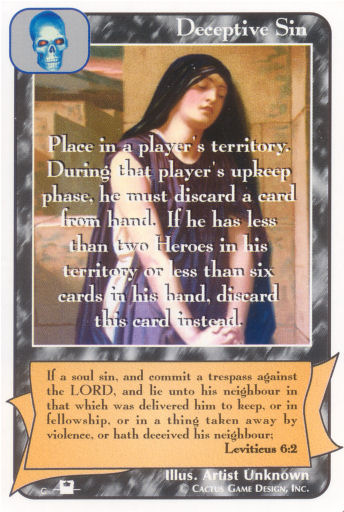 Deceptive Sin
Place in a player's territory.
During that player's upkeep
phase, he must discard a card
from hand. If he has less
than two Heroes in his
territory or less than six
cards in his hand, discard
this card instead.
If a soul sin, and commit a trespass against
the LORD, and lie unto his neighbour in
that which was delivered him to keep, or in
fellowship, or in a thing taken away by
violence, or hath deceived his neighbour;
Leviticus 6:2
Illus. Artist Unknown
C
© CACTUS GAME DESIGN, INC.